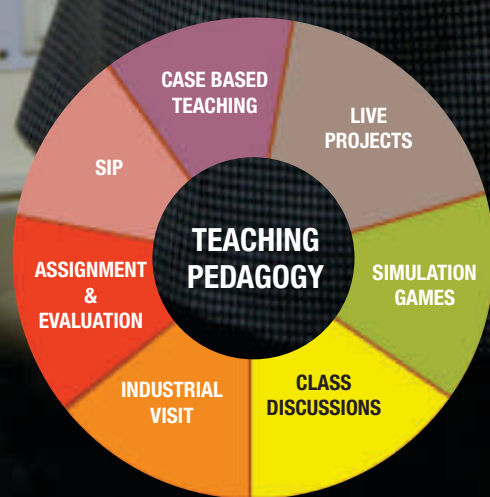 CASE BASED
TEACHING
LIVE
PROJECTS
SIP
TEACHING
PEDAGOGY
ASSIGNMENT
&
EVALUATION
SIMULATION
GAMES
INDUSTRIAL
VISIT
CLASS
DISCUSSIONS